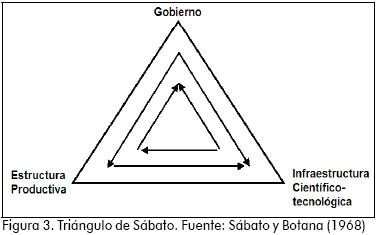 Gobierno
Estructura
Productiva
Infraestructura
Científico-
tecnológica
Figura 3. Triángulo de Sábato. Fuente: Sábato y Botana (1968)